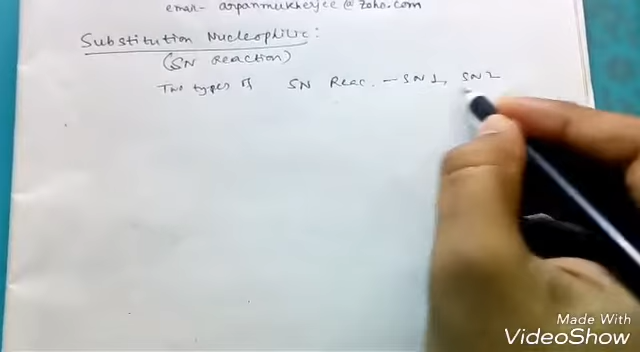 email- arpanmukherjee@zoho.com
Substitution Nucleophilic:
(SN Reaction)
Two types of SN Reac. - SN1, SN2
Made With
VideoShow